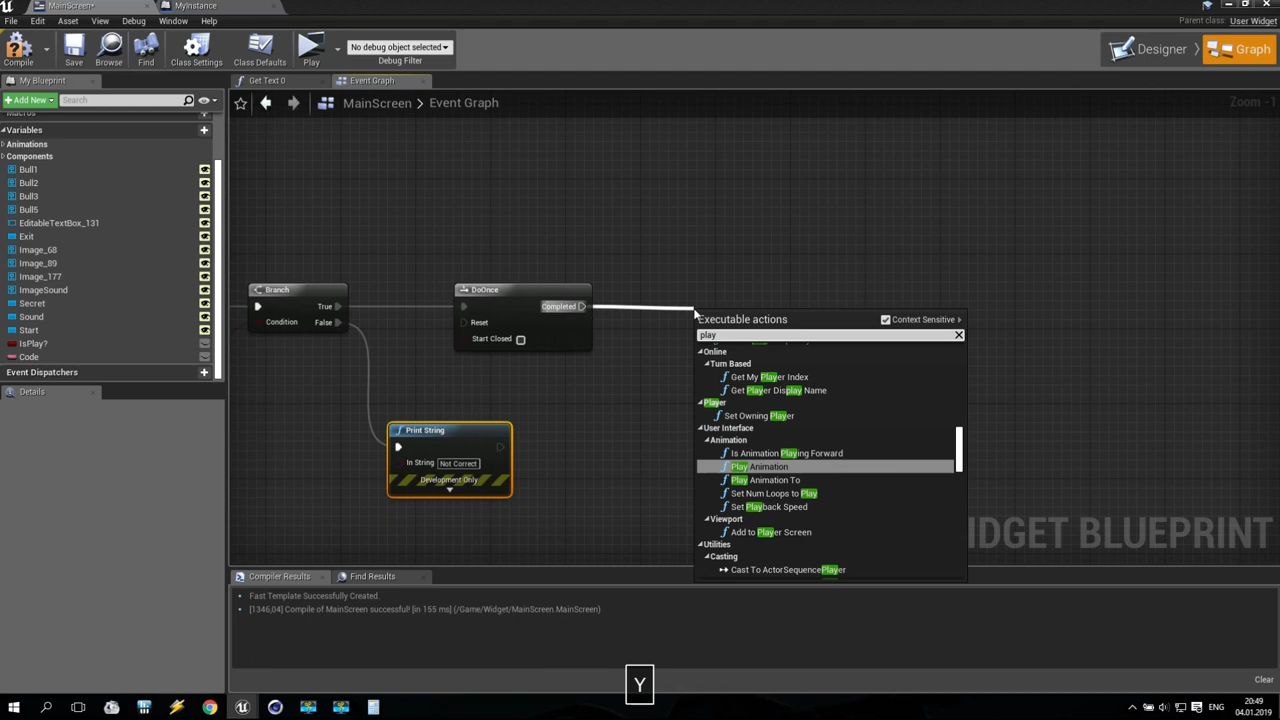 MainScreen*
MyInstance
File Edit Asset View Debug Window Help
Parent class: User Widget
Compile
Save
Browse
Find
Class Settings
Class Defaults
Play
No debug object selected
Debug Filter
Designer
Graph
My Blueprint
Get Text 0
Event Graph
Add New
Search
MainScreen > Event Graph
Zoom -1
Macros
Variables
Animations
Components
Bull1
Bull2
Bull3
Bull5
EditableTextBox_131
Exit
Image_68
Image_89
Image_177
ImageSound
Secret
Sound
Start
IsPlay?
Code
Event Dispatchers
Details
Branch
True
Condition
False
DoOnce
Completed
Reset
Start Closed
Print String
In String Not Correct
Development Only
Executable actions
Context Sensitive
play
Online
Turn Based
Get My Player Index
Get Player Display Name
Player
Set Owning Player
User Interface
Animation
Is Animation Playing Forward
Play Animation
Play Animation To
Set Num Loops to Play
Set Playback Speed
Viewport
Add to Player Screen
Utilities
Casting
Cast To ActorSequencePlayer
WIDGET BLUEPRINT
Compiler Results
Find Results
Fast Template Successfully Created.
[1346,04] Compile of MainScreen successful! [in 155 ms] (/Game/Widget/MainScreen.MainScreen)
Clear
Y
ENG
20:49
04.01.2019